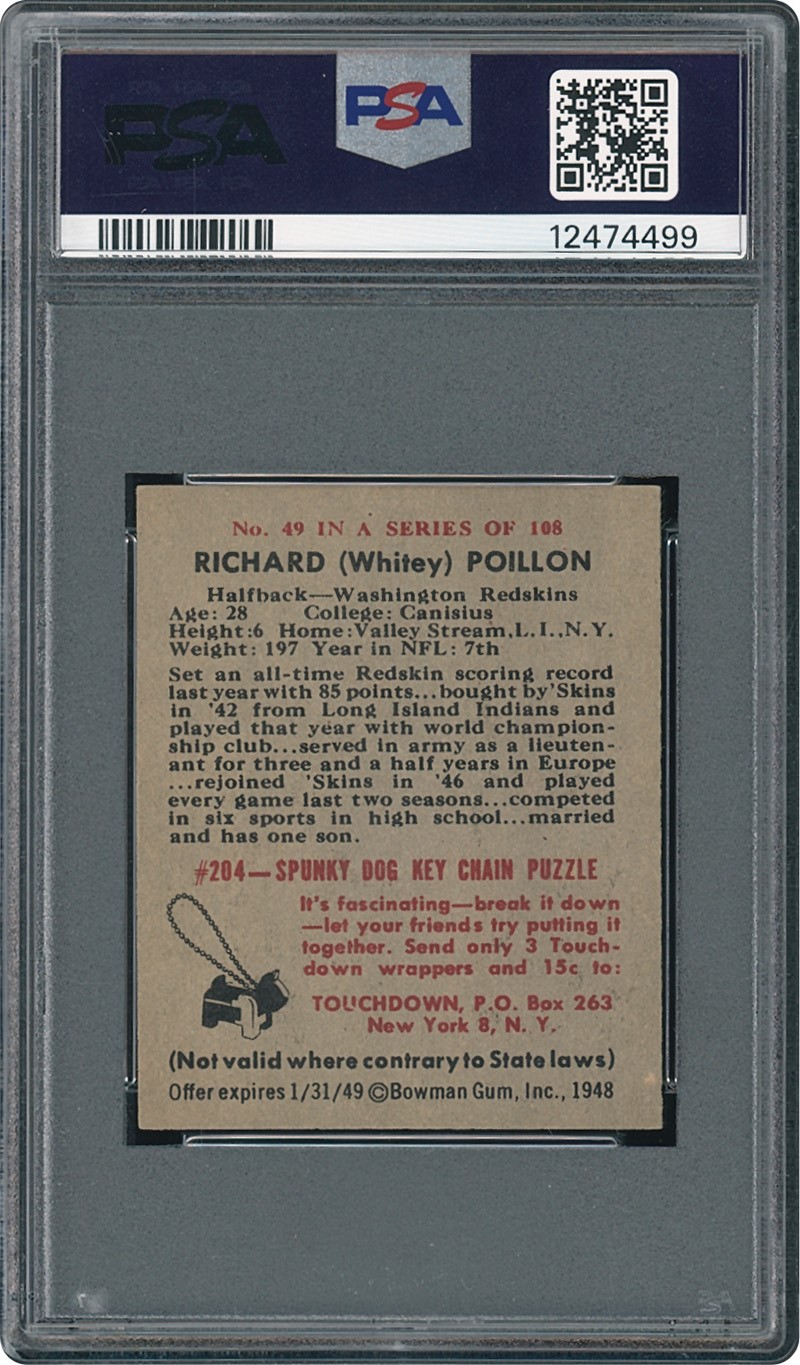 PSA
PSA
12474499
No. 49 IN A SERIES OF 108
RICHARD (Whitey) POILLON
Halfback—Washington Redskins
Age: 28 College: Canisius
Height:6 Home:Valley Stream,L.I.,N.Y.
Weight: 197 Year in NFL: 7th
Set an all-time Redskin scoring record
last year with 85 points...bought by 'Skins
in '42 from Long Island Indians and
played that year with world champion-
ship club...served in army as a lieuten-
ant for three and a half years in Europe
...rejoined 'Skins in '46 and played
every game last two seasons...competed
in six sports in high school...married
and has one son.
#204—SPUNKY DOG KEY CHAIN PUZZLE
It's fascinating—break it down
—let your friends try putting it
together. Send only 3 Touch-
down wrappers and 15c to:
TOUCHDOWN, P.O. Box 263
New York 8, N. Y.
(Not valid where contrary to State laws)
Offer expires 1/31/49 ©Bowman Gum, Inc., 1948